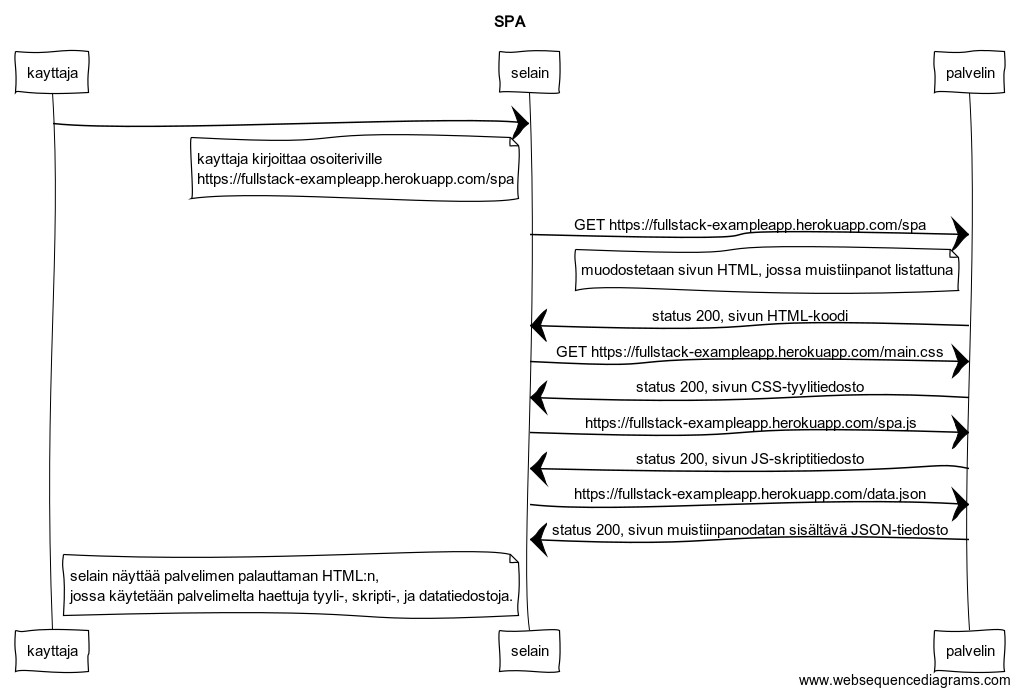 SPA
kayttaja
selain
palvelin
kayttaja kirjoittaa osoiteriville
https://fullstack-exampleapp.herokuapp.com/spa
GET https://fullstack-exampleapp.herokuapp.com/spa
muodostetaan sivun HTML, jossa muistiinpanot listattuna
status 200, sivun HTML-koodi
GET https://fullstack-exampleapp.herokuapp.com/main.css
status 200, sivun CSS-tyylitiedosto
https://fullstack-exampleapp.herokuapp.com/spa.js
status 200, sivun JS-skriptitiedosto
https://fullstack-exampleapp.herokuapp.com/data.json
status 200, sivun muistiinpanodatan sisältävä JSON-tiedosto
selain näyttää palvelimen palauttaman HTML:n,
jossa käytetään palvelimelta haettuja tyyli-, skripti-, ja datatiedostoja.
kayttaja
selain
palvelin
www.websequencediagrams.com